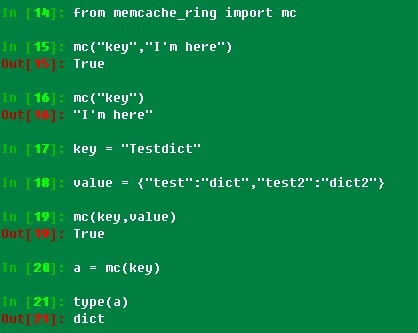 In [14]: from memcache_ring import mc
In [15]: mc("key","I'm here")
Out[15]: True
In [16]: mc("key")
Out[16]: "I'm here"
In [17]: key = "Testdict"
In [18]: value = {"test":"dict","test2":"dict2"}
In [19]: mc(key,value)
Out[19]: True
In [20]: a = mc(key)
In [21]: type(a)
Out[21]: dict